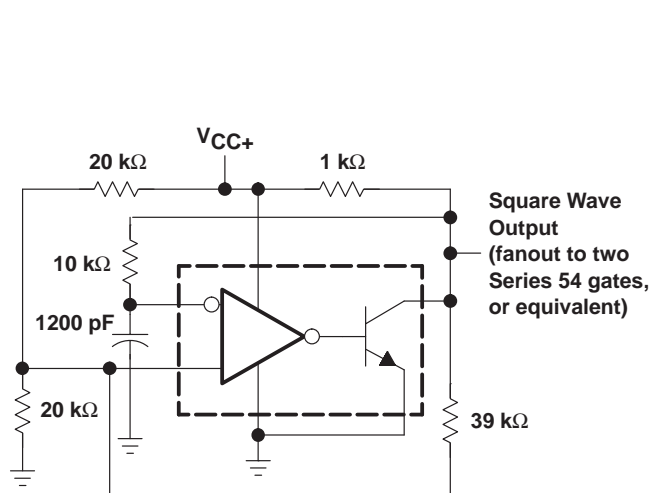 VCC+
20 kΩ
1 kΩ
Square Wave
Output
(fanout to two
Series 54 gates,
or equivalent)
10 kΩ
1200 pF
20 kΩ
39 kΩ